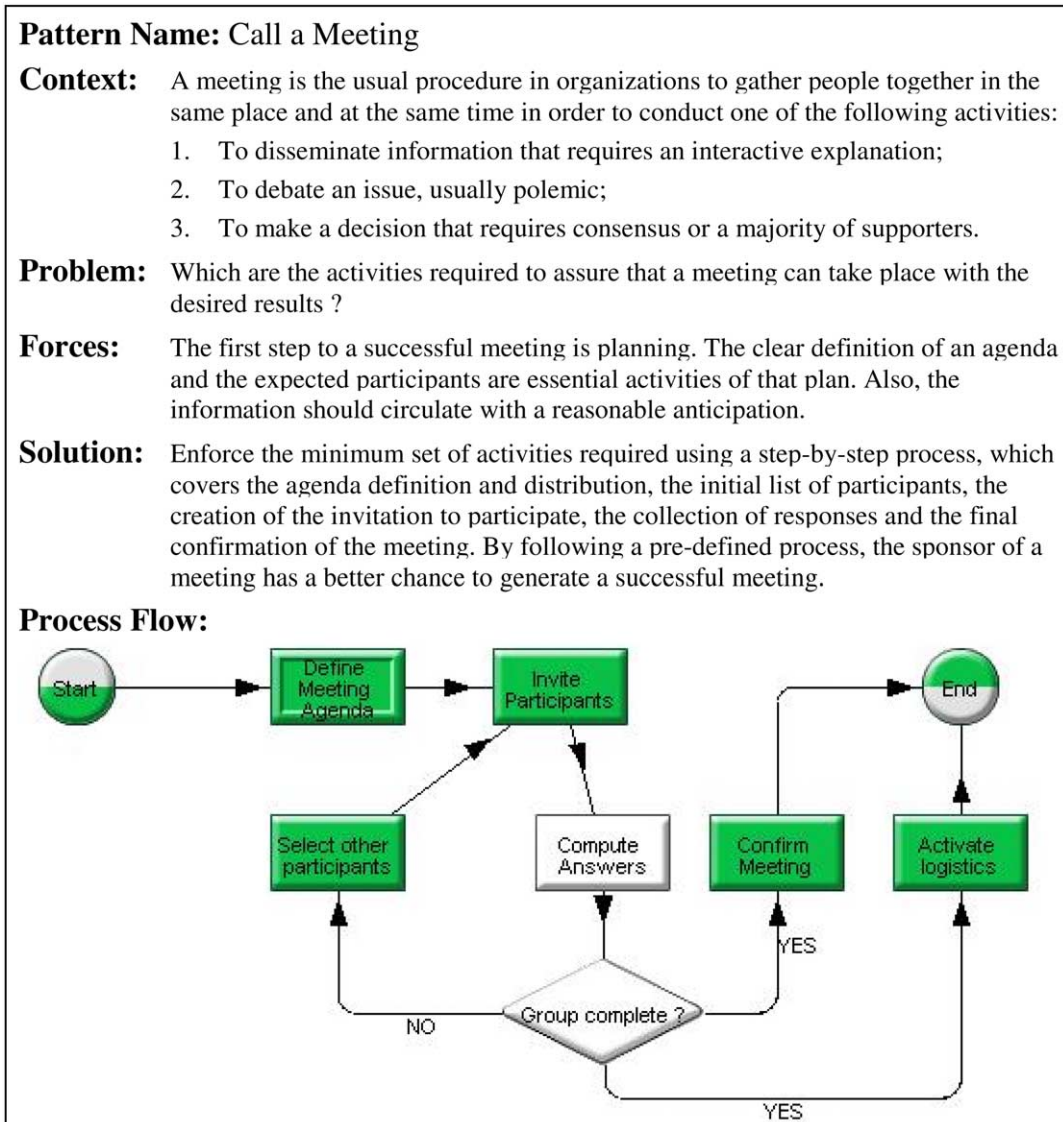 Pattern Name: Call a Meeting
Context: A meeting is the usual procedure in organizations to gather people together in the
same place and at the same time in order to conduct one of the following activities:
1. To disseminate information that requires an interactive explanation;
2. To debate an issue, usually polemic;
3. To make a decision that requires consensus or a majority of supporters.
Problem: Which are the activities required to assure that a meeting can take place with the
desired results ?
Forces: The first step to a successful meeting is planning. The clear definition of an agenda
and the expected participants are essential activities of that plan. Also, the
information should circulate with a reasonable anticipation.
Solution: Enforce the minimum set of activities required using a step-by-step process, which
covers the agenda definition and distribution, the initial list of participants, the
creation of the invitation to participate, the collection of responses and the final
confirmation of the meeting. By following a pre-defined process, the sponsor of a
meeting has a better chance to generate a successful meeting.
Process Flow:
Start
Define
Meeting
Agenda
Invite
Participants
End
Select other
participants
Compute
Answers
Confirm
Meeting
Activate
logistics
YES
Group complete ?
NO
YES